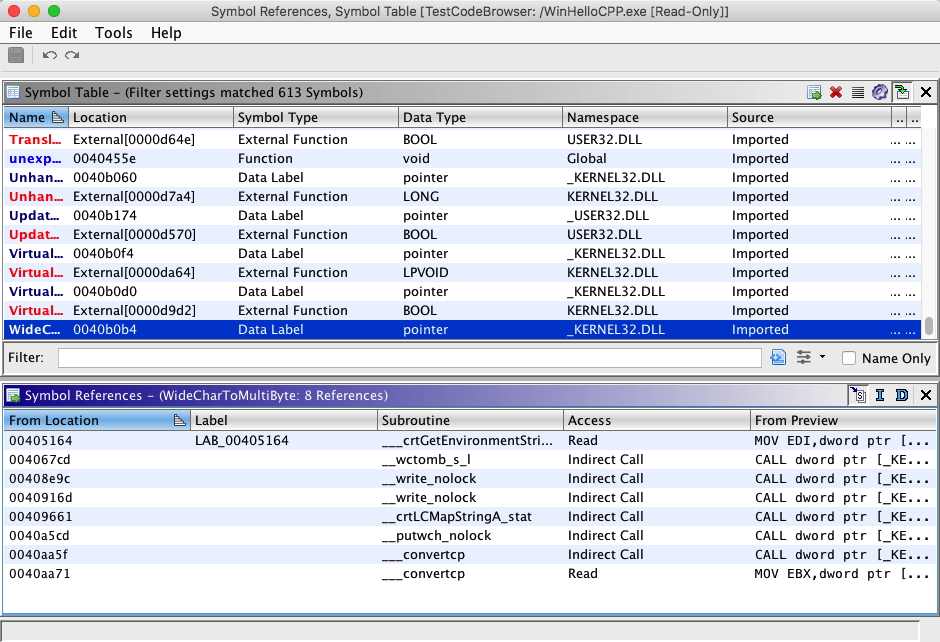 Symbol References, Symbol Table [TestCodeBrowser: /WinHelloCPP.exe [Read-Only]]
File Edit Tools Help
Symbol Table – (Filter settings matched 613 Symbols)
Name Location Symbol Type Data Type Namespace Source .. ..
Transl... External[0000d64e] External Function BOOL USER32.DLL Imported ... ...
unexp... 0040455e Function void Global Imported ... ...
Unhan... 0040b060 Data Label pointer _KERNEL32.DLL Imported ... ...
Unhan... External[0000d7a4] External Function LONG KERNEL32.DLL Imported ... ...
Updat... 0040b174 Data Label pointer _USER32.DLL Imported ... ...
Updat... External[0000d570] External Function BOOL USER32.DLL Imported ... ...
Virtual... 0040b0f4 Data Label pointer _KERNEL32.DLL Imported ... ...
Virtual... External[0000da64] External Function LPVOID KERNEL32.DLL Imported ... ...
Virtual... 0040b0d0 Data Label pointer _KERNEL32.DLL Imported ... ...
Virtual... External[0000d9d2] External Function BOOL KERNEL32.DLL Imported ... ...
WideC... 0040b0b4 Data Label pointer _KERNEL32.DLL Imported ... ...
Filter: Name Only
Symbol References – (WideCharToMultiByte: 8 References) I D
From Location Label Subroutine Access From Preview
00405164 LAB_00405164 ___crtGetEnvironmentStri... Read MOV EDI,dword ptr [...
004067cd __wctomb_s_l Indirect Call CALL dword ptr [_KE...
00408e9c __write_nolock Indirect Call CALL dword ptr [_KE...
0040916d __write_nolock Indirect Call CALL dword ptr [_KE...
00409661 __crtLCMapStringA_stat Indirect Call CALL dword ptr [_KE...
0040a5cd __putwch_nolock Indirect Call CALL dword ptr [_KE...
0040aa5f ___convertcp Indirect Call CALL dword ptr [_KE...
0040aa71 ___convertcp Read MOV EBX,dword ptr [...